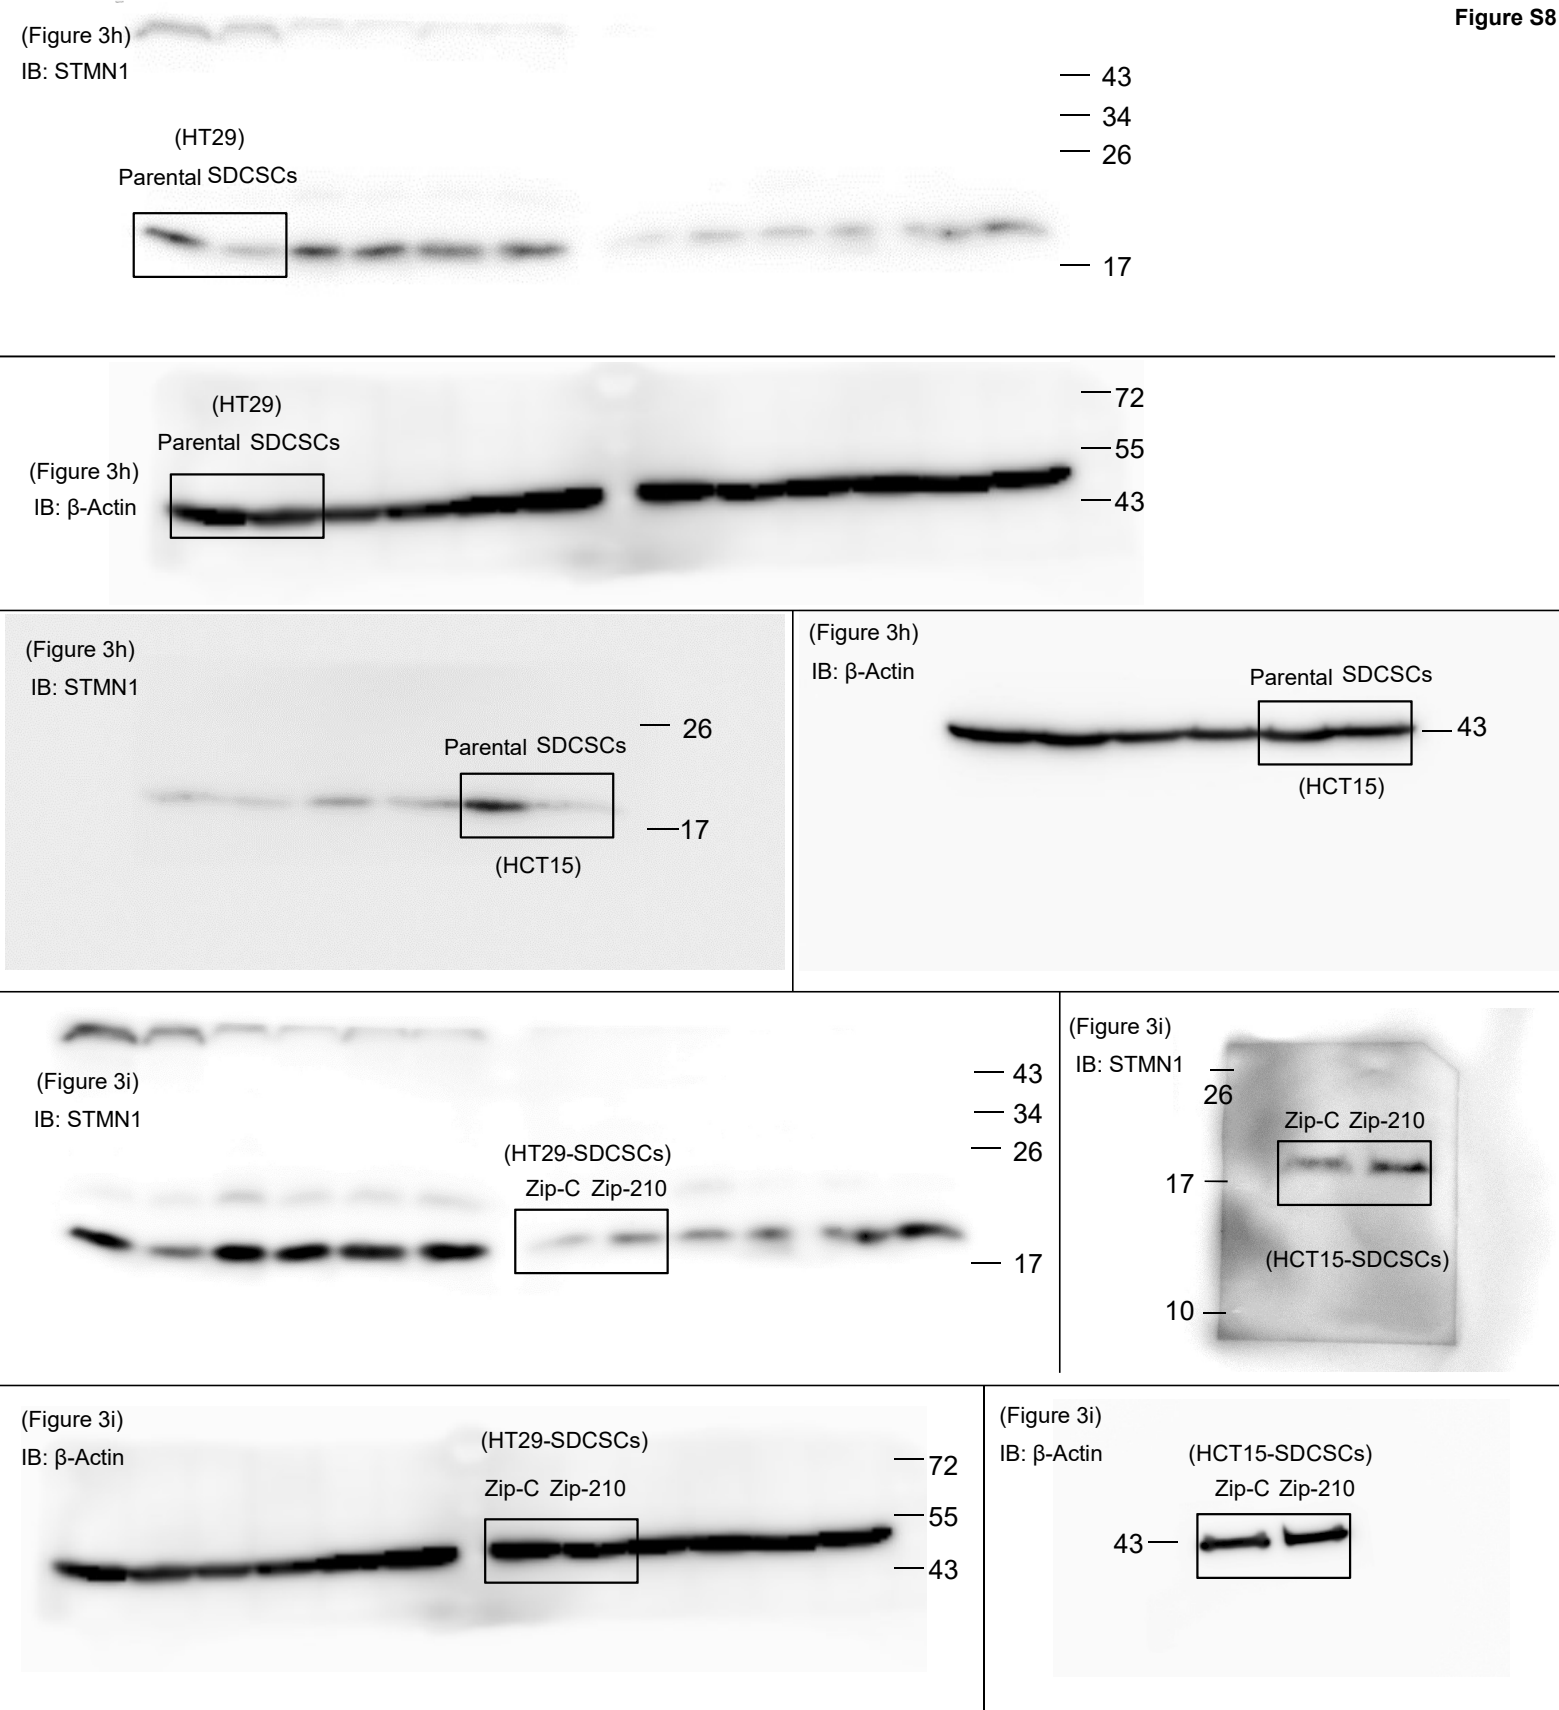 Figure S8
(Figure 3h)
IB: STMN1
43
34
26
17
(HT29)
Parental SDCSCs
(HT29)
Parental SDCSCs
(Figure 3h)
IB: β-Actin
72
55
43
(Figure 3h)
IB: STMN1
26
Parental SDCSCs
17
(HCT15)
(Figure 3h)
IB: β-Actin
Parental SDCSCs
43
(HCT15)
(Figure 3i)
IB: STMN1
43
34
26
(HT29-SDCSCs)
Zip-C Zip-210
17
(Figure 3i)
IB: STMN1
26
Zip-C Zip-210
17
(HCT15-SDCSCs)
10
(Figure 3i)
IB: β-Actin
(HT29-SDCSCs)
Zip-C Zip-210
72
55
43
(Figure 3i)
IB: β-Actin
(HCT15-SDCSCs)
Zip-C Zip-210
43